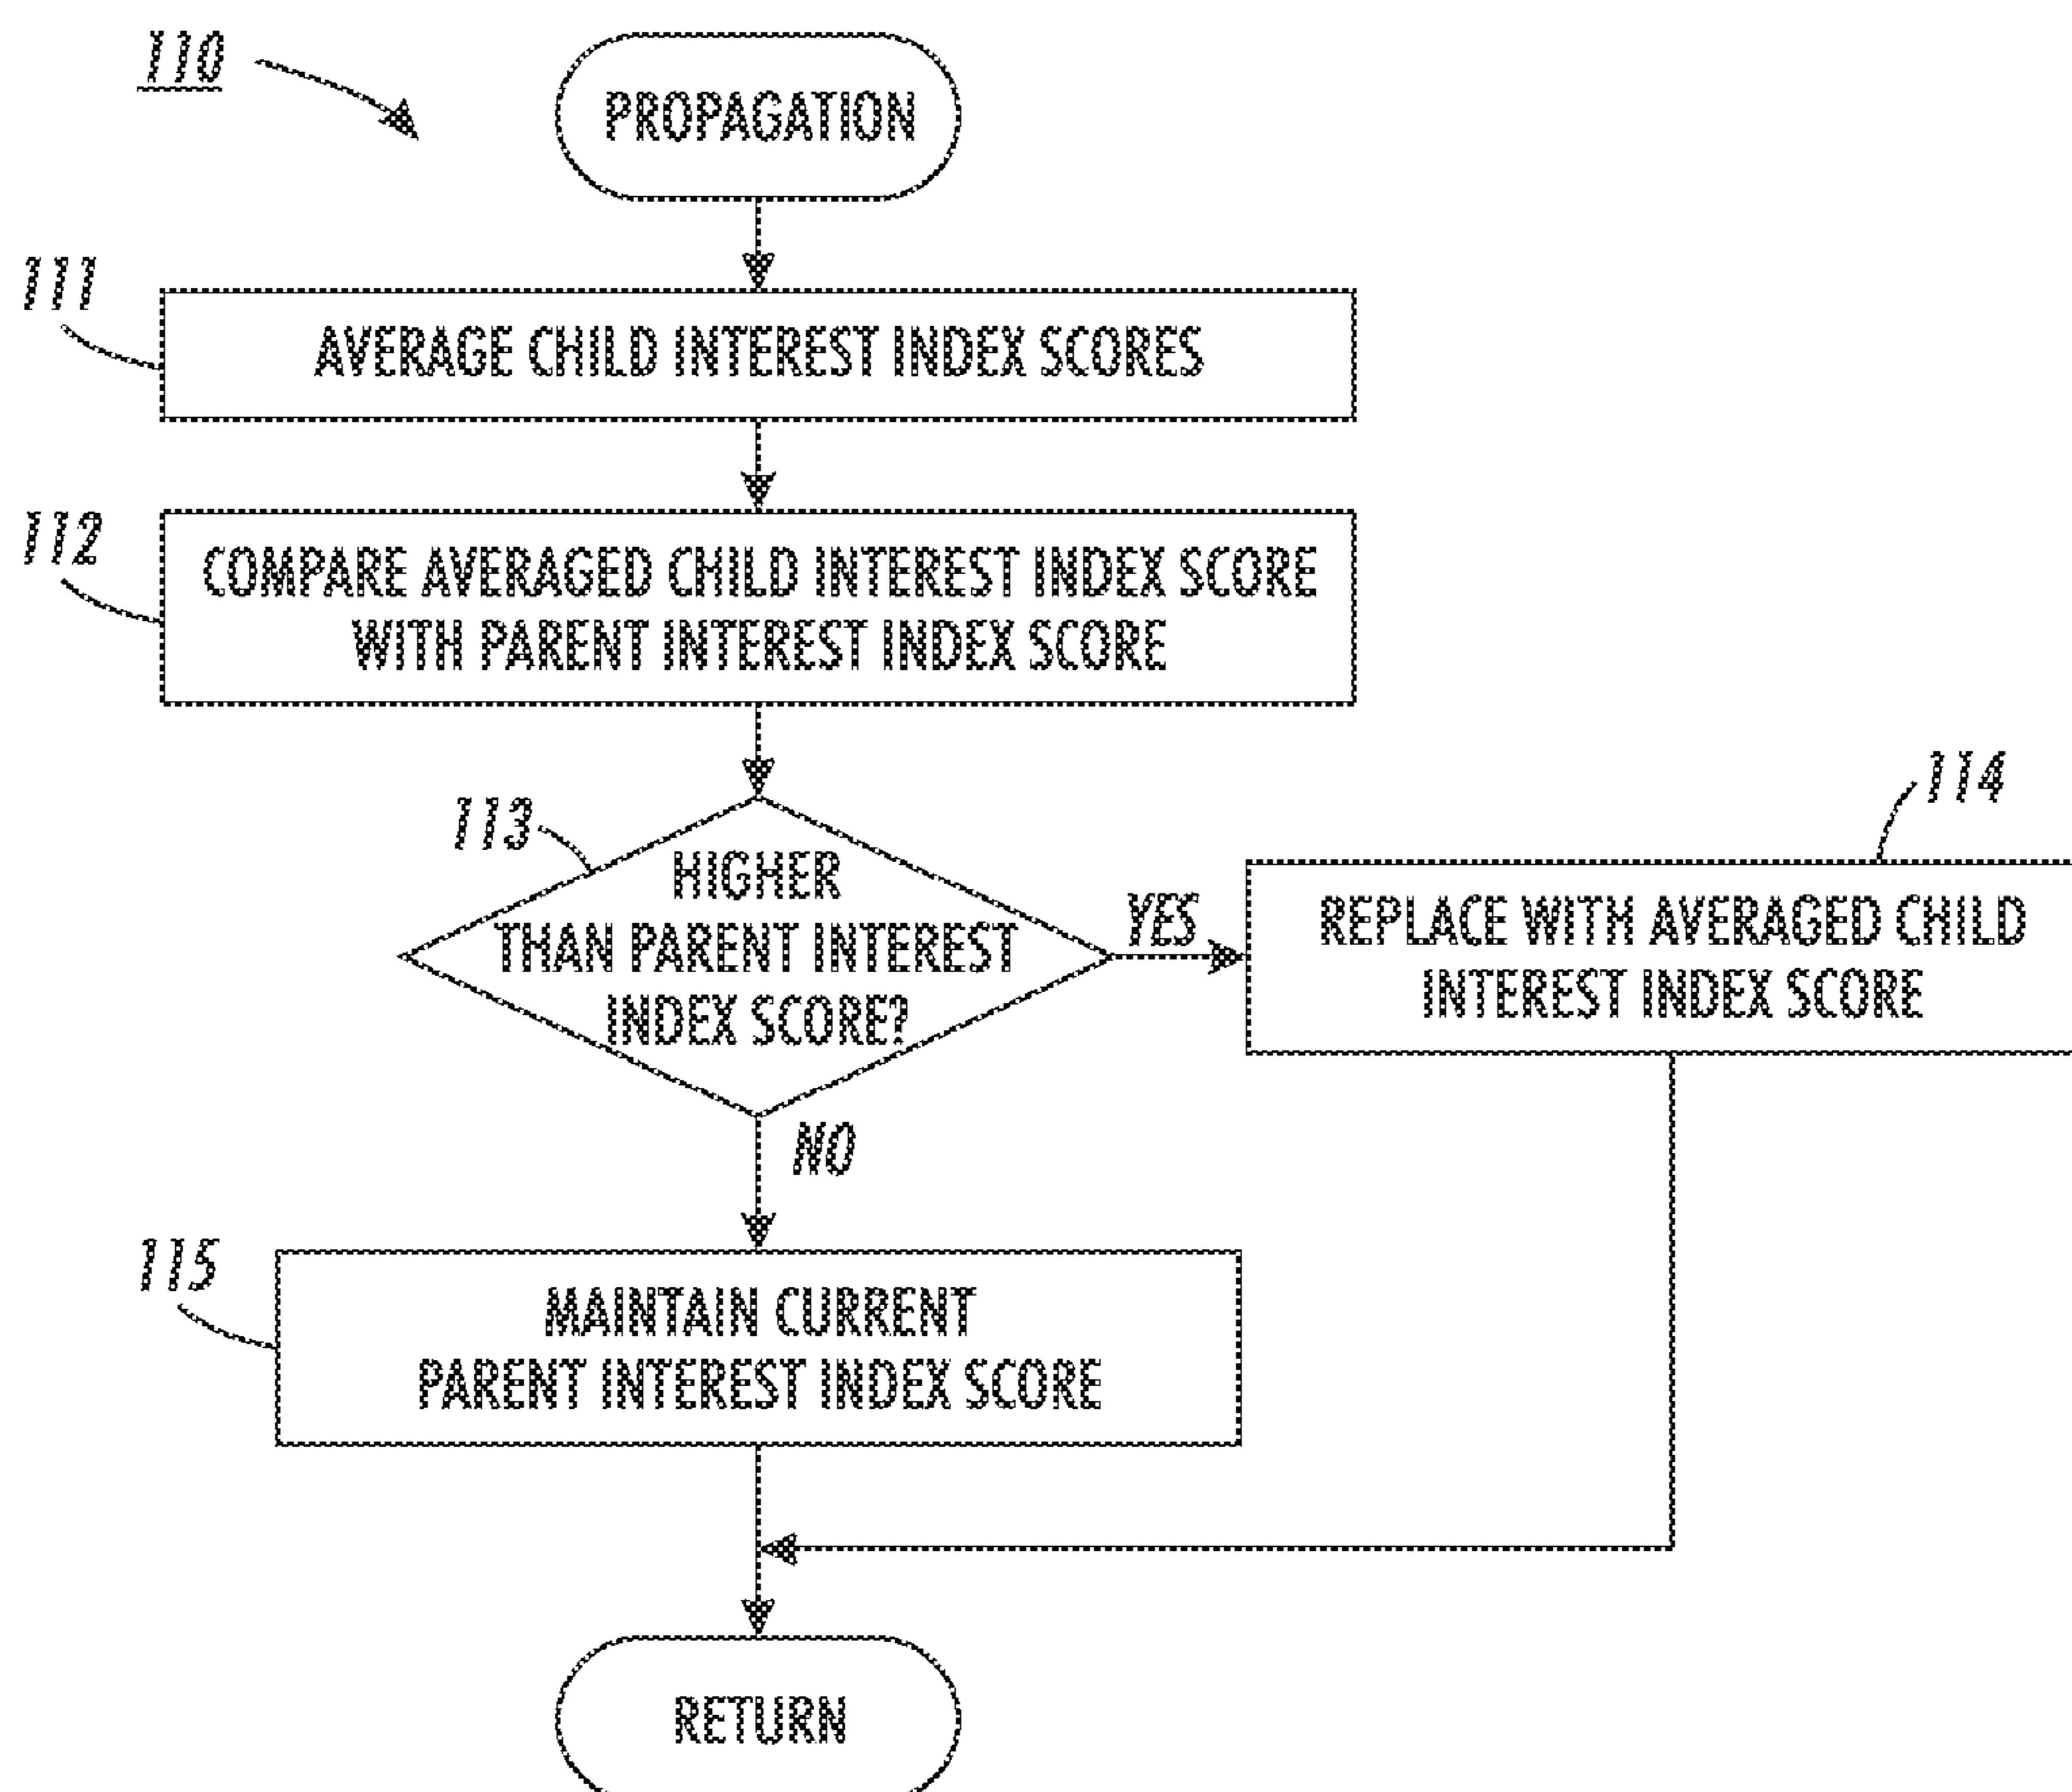 110
PROPAGATION
111
AVERAGE CHILD INTEREST INDEX SCORES
112
COMPARE AVERAGED CHILD INTEREST INDEX SCORE
WITH PARENT INTEREST INDEX SCORE
113
HIGHER
THAN PARENT INTEREST
INDEX SCORE?
YES
114
REPLACE WITH AVERAGED CHILD
INTEREST INDEX SCORE
NO
115
MAINTAIN CURRENT
PARENT INTEREST INDEX SCORE
RETURN